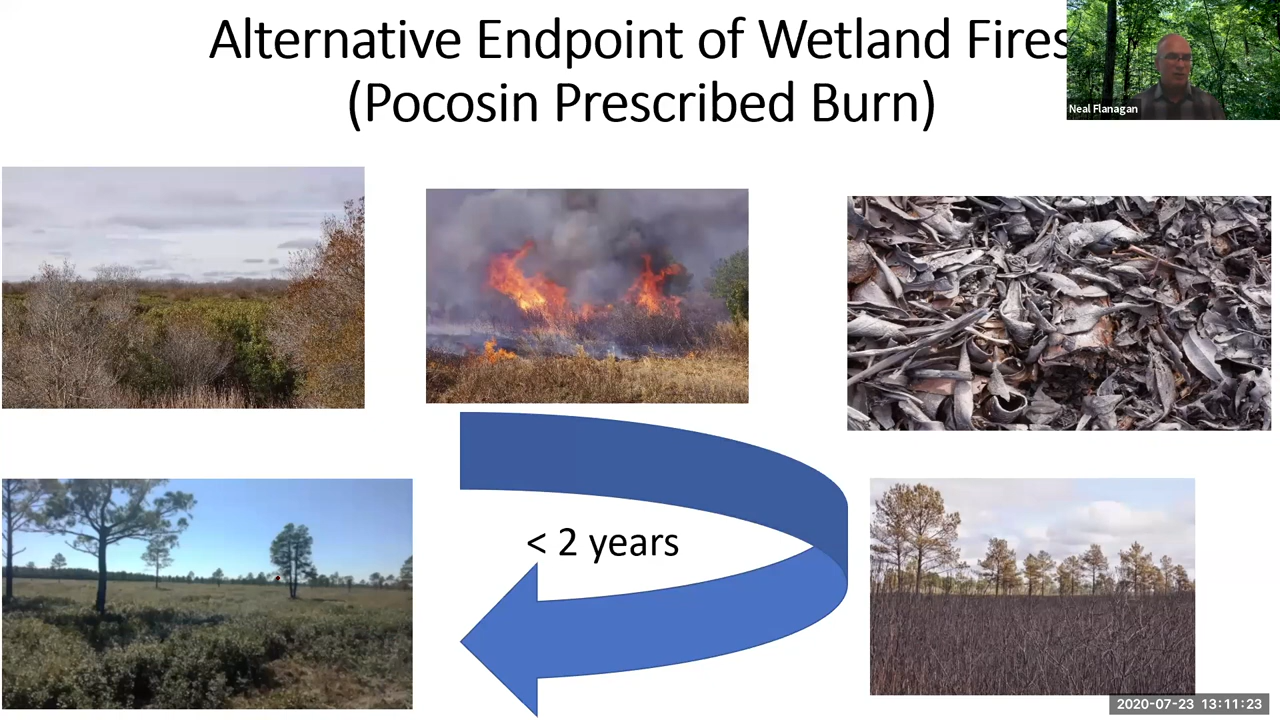 Alternative Endpoint of Wetland Fires
(Pocosin Prescribed Burn)
Neal Flanagan
< 2 years
2020-07-23 13:11:23